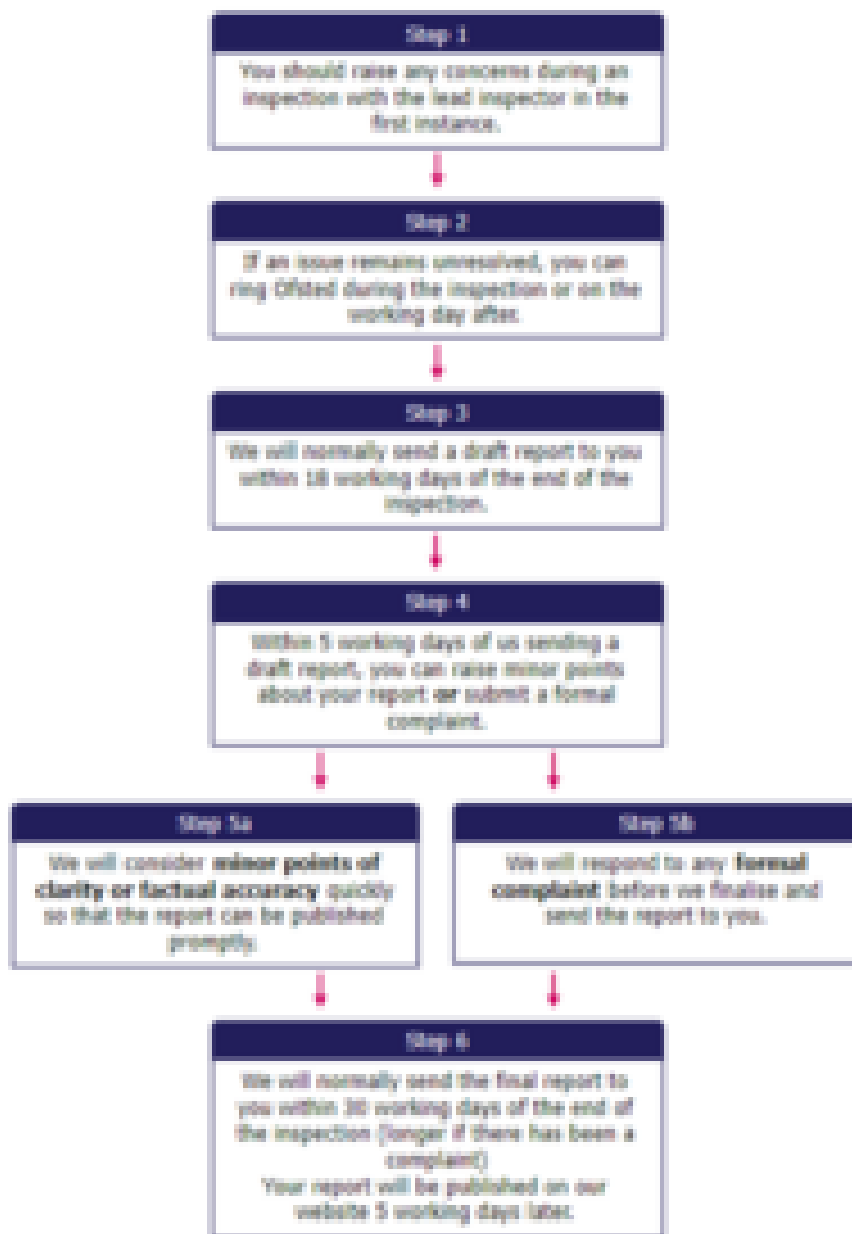 Step 1
You should raise any concerns during an
inspection with the lead inspector in the
first instance.
Step 2
If an issue remains unresolved, you can
ring Ofsted during the inspection or on the
working day after.
Step 3
We will normally send a draft report to you
within 18 working days of the end of the
inspection.
Step 4
Within 5 working days of us sending a
draft report, you can raise minor points
about your report or submit a formal
complaint.
Step 5a
We will consider minor points of
clarity or factual accuracy quickly
so that the report can be published
promptly.
Step 5b
We will respond to any formal
complaint before we finalise and
send the report to you.
Step 6
We will normally send the final report to
you within 30 working days of the end of
the inspection (longer if there has been a
complaint)
Your report will be published on our
website 5 working days later.